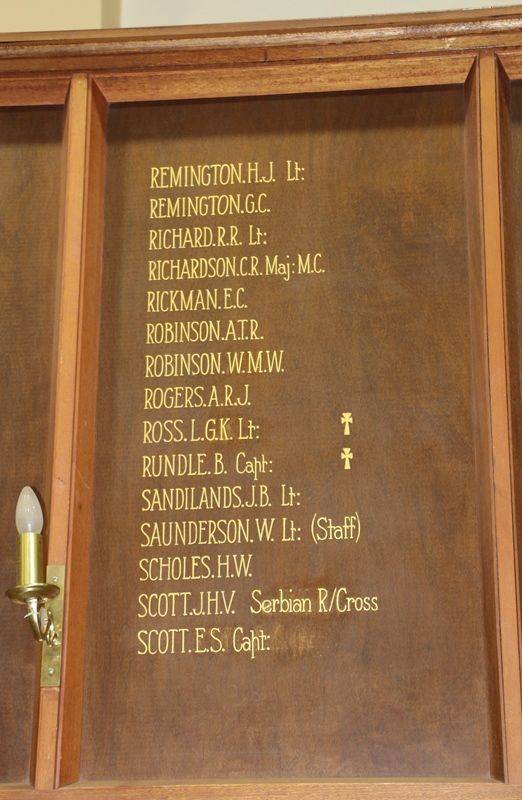 REMINGTON.H.J. Lt:
REMINGTON.G.C.
RICHARD.R.R. Lt:
RICHARDSON.C.R. Maj: M.C.
RICKMAN.E.C.
ROBINSON.A.T.R.
ROBINSON.W.M.W.
ROGERS.A.R.J.
ROSS.L.G.K. Lt:
RUNDLE.B. Capt:
SANDILANDS.J.B. Lt:
SAUNDERSON.W. Lt: (Staff)
SCHOLES.H.W.
SCOTT.J.H.V. Serbian R/Cross
SCOTT.E.S. Capt: